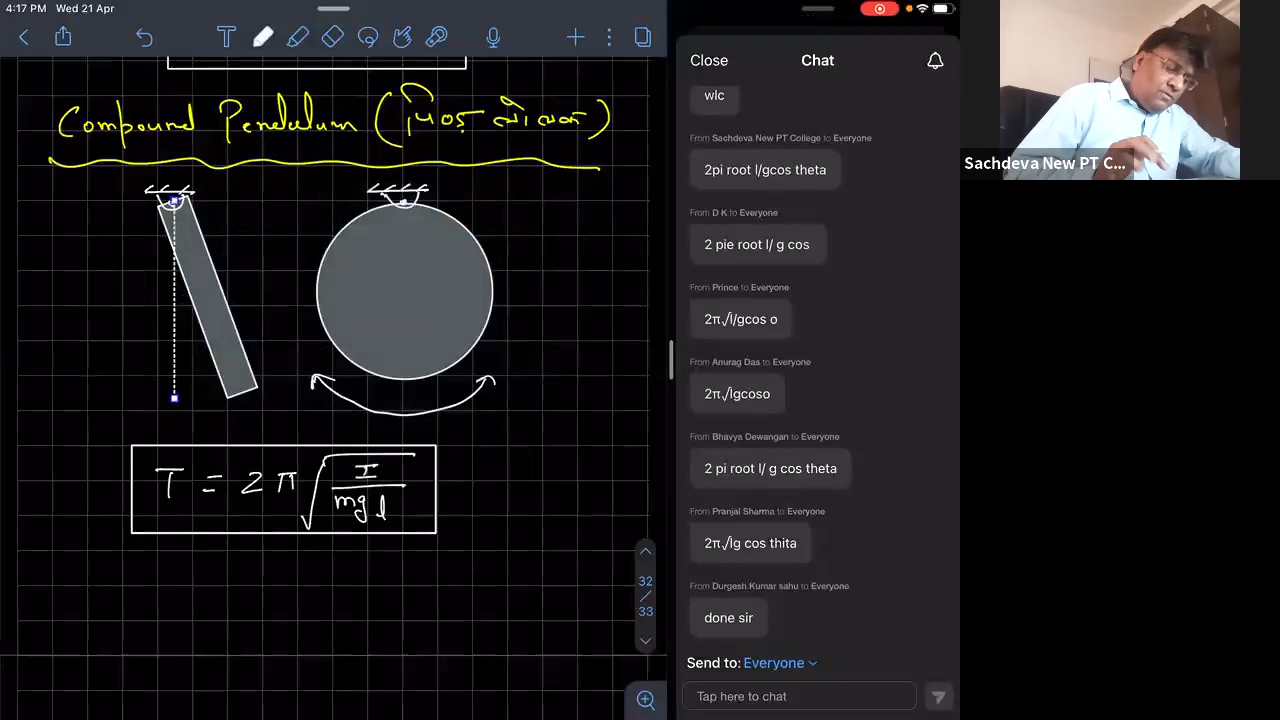 4:17 PM Wed 21 Apr
Compound Pendulum (पिण्ड लोलक)
T = 2π√(I/mgl)
32
33
Close
Chat
wlc
From Sachdeva New PT College to Everyone
2pi root l/gcos theta
From D K to Everyone
2 pie root l/ g cos
From Prince to Everyone
2π√l/gcos o
From Anurag Das to Everyone
2π√lgcoso
From Bhavya Dewangan to Everyone
2 pi root l/ g cos theta
From Pranjal Sharma to Everyone
2π√lg cos thita
From Durgesh Kumar sahu to Everyone
done sir
Send to: Everyone
Tap here to chat
Sachdeva New PT C...